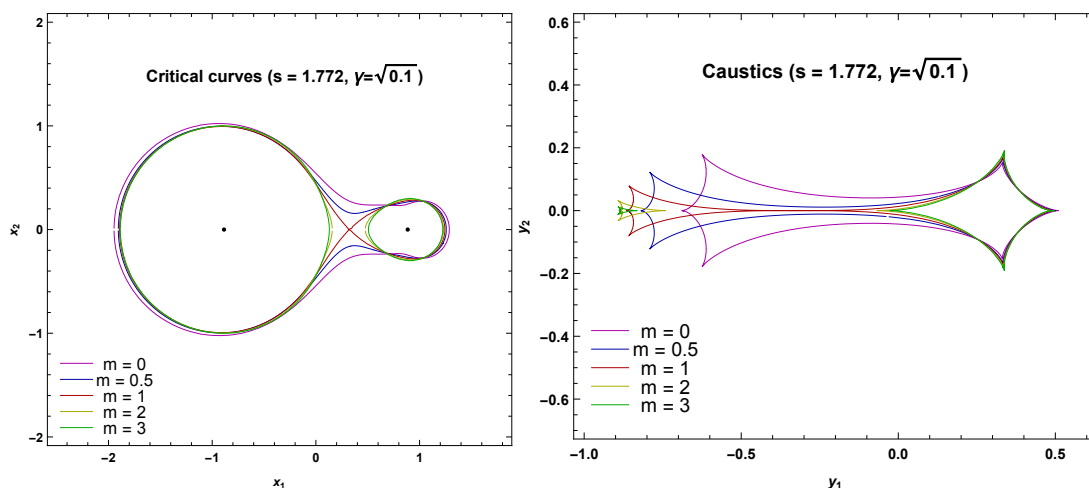 Critical curves (s = 1.772, γ=√0.1)
2
1
0
-1
-2
x₂
-2
-1
0
1
x₁
m = 0
m = 0.5
m = 1
m = 2
m = 3
Caustics (s = 1.772, γ=√0.1)
0.6
0.4
0.2
0.0
-0.2
-0.4
-0.6
y₂
-1.0
-0.5
0.0
0.5
y₁
m = 0
m = 0.5
m = 1
m = 2
m = 3